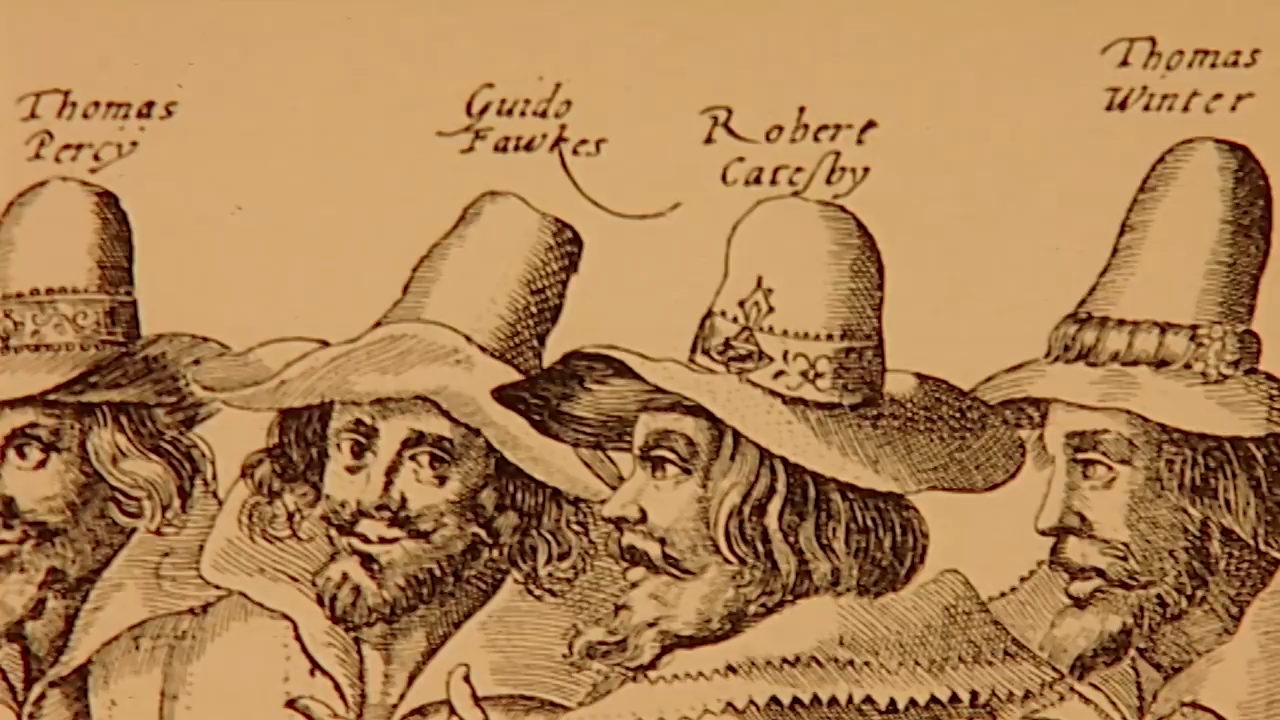 Thomas
Percy
Guido
Fawkes
Robert
Cateſby
Thomas
Winter